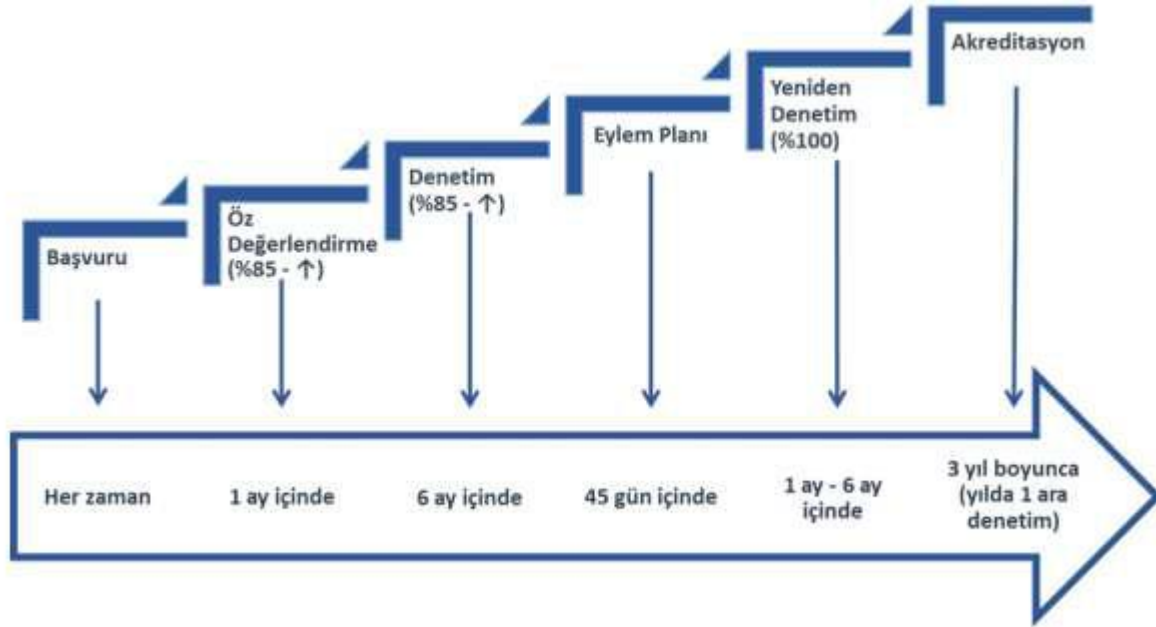 Başvuru
Öz
Değerlendirme
(%85 - ↑)
Denetim
(%85 - ↑)
Eylem Planı
Yeniden
Denetim
(%100)
Akreditasyon
Her zaman
1 ay içinde
6 ay içinde
45 gün içinde
1 ay - 6 ay
içinde
3 yıl boyunca
(yılda 1 ara
denetim)